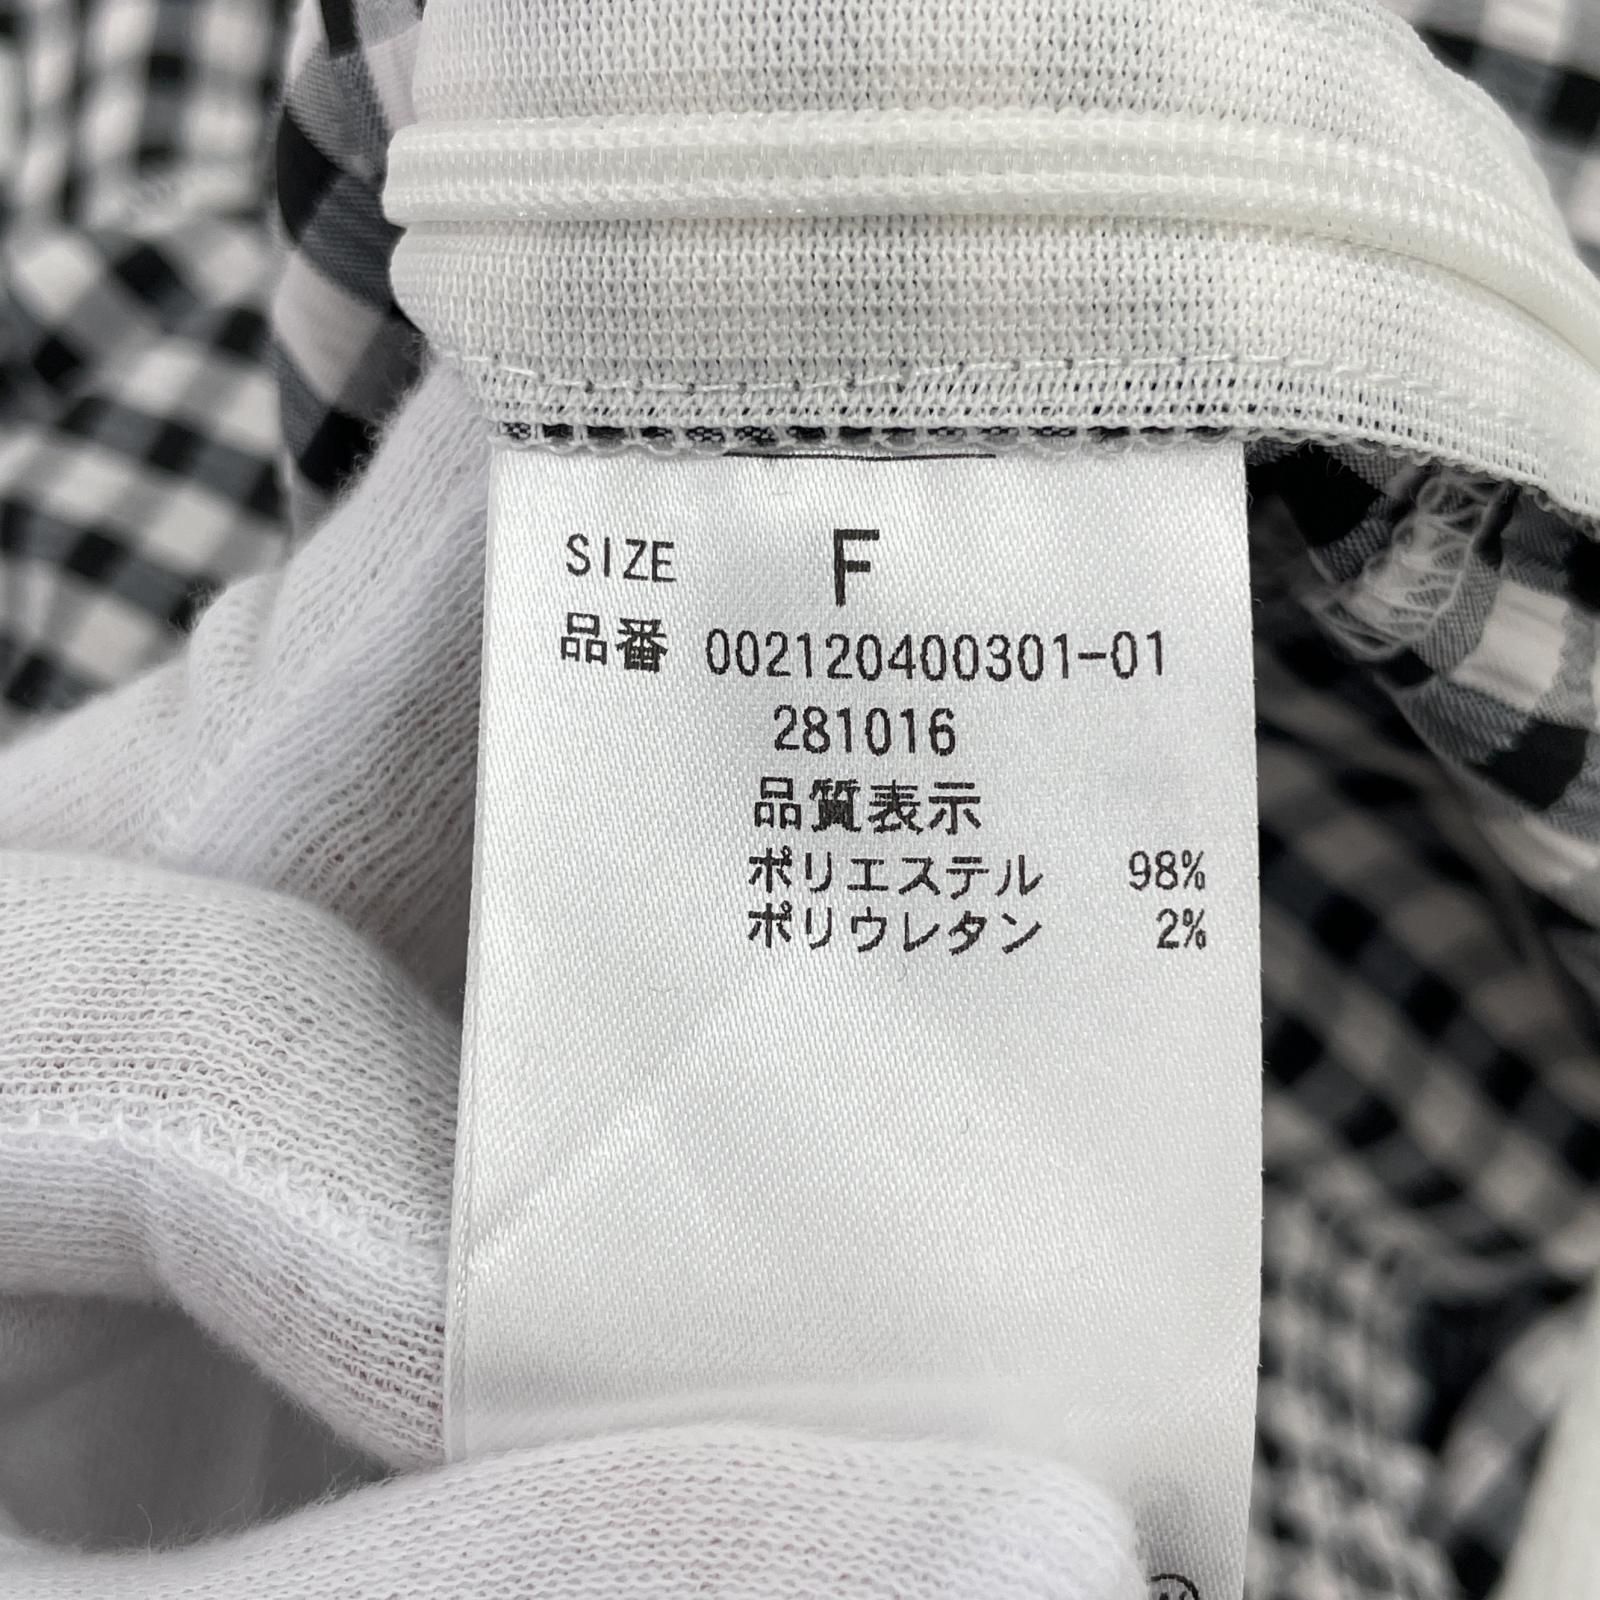 SIZE F
品番 002120400301-01
281016
品質表示
ポリエステル 98%
ポリウレタン 2%